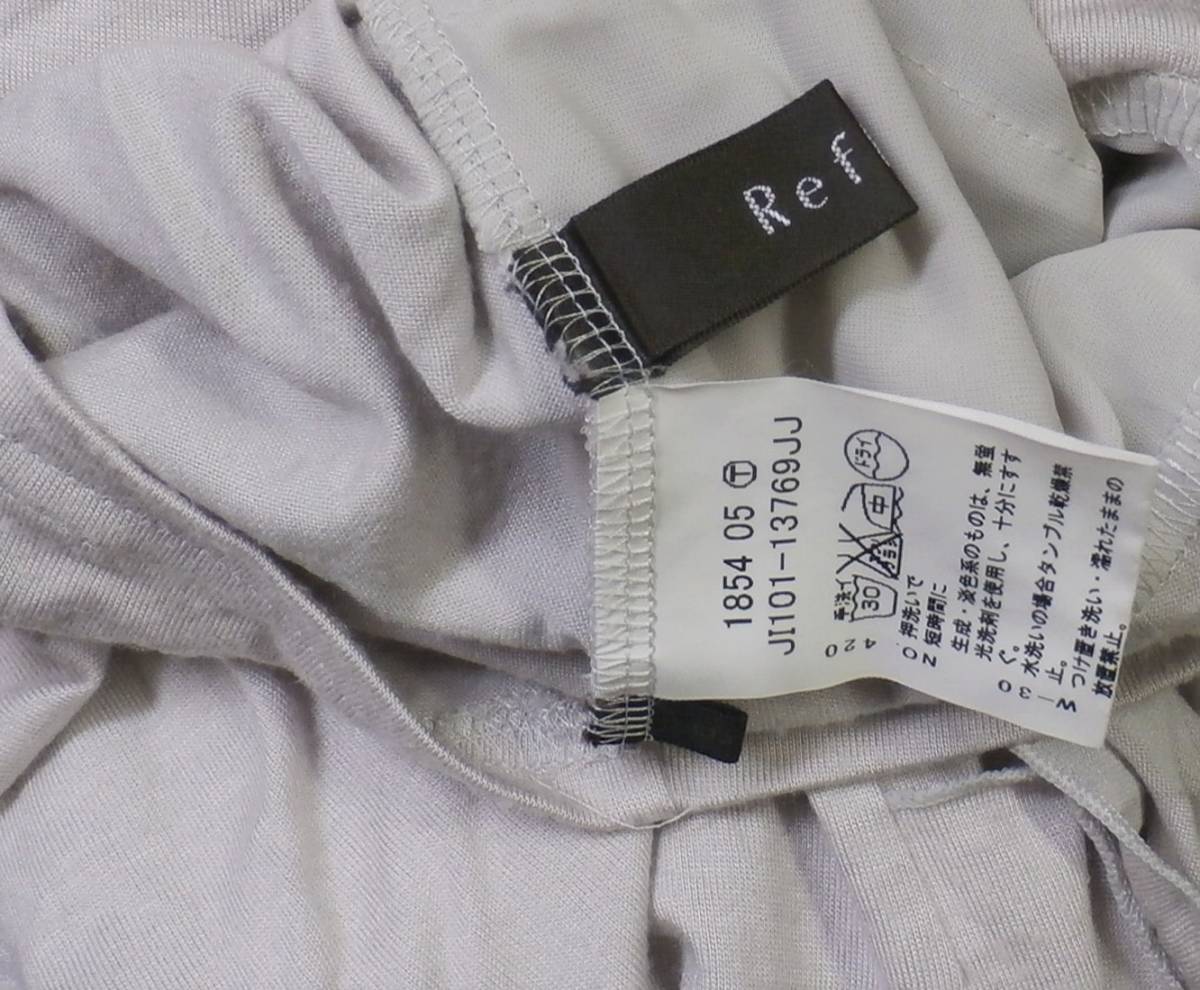 Ref
1854 05 Ⓣ
JI101-13769JJ
手洗イ
30
中
ドライ
420
押洗いで
短時間に
生成・淡色系のものは、無蛍
光洗剤を使用し、十分にすす
ぐ。
水洗いの場合タンブル乾燥禁
止。
つけ置き洗い・濡れたままの
放置禁止。